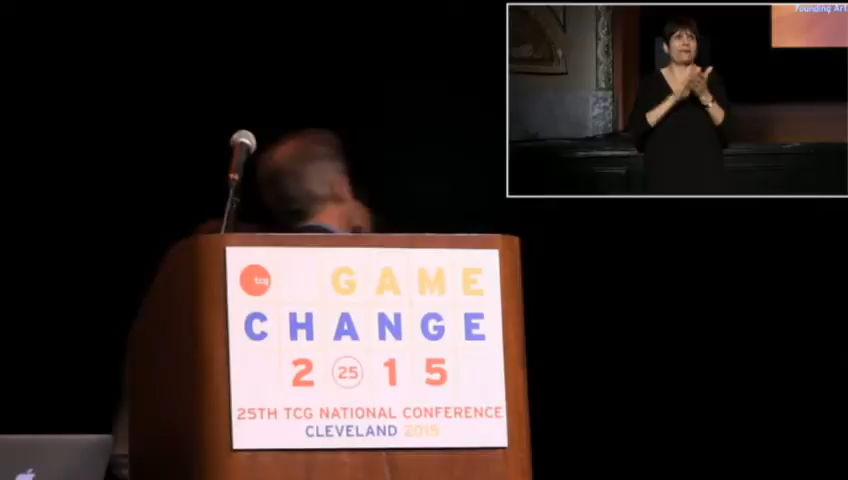 Founding Art
tcg GAME
CHANGE
2 25 1 5
25TH TCG NATIONAL CONFERENCE
CLEVELAND 2015